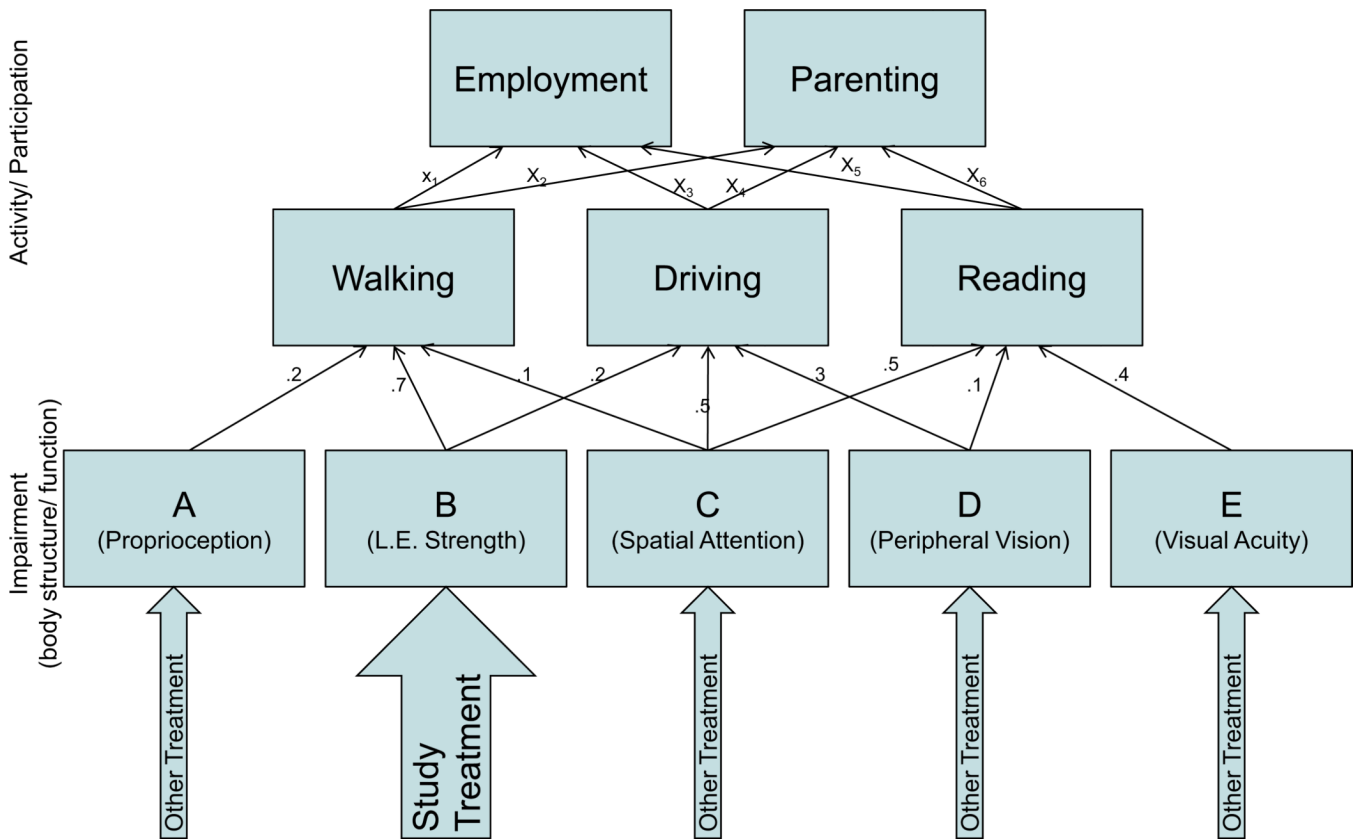 Activity/ Participation
Employment
Parenting
x₁
X₂
X₃
X₄
X₅
X₆
Walking
Driving
Reading
.2
.7
.1
.2
.5
3
.5
.1
.4
Impairment
(body structure/ function)
A
(Proprioception)
B
(L.E. Strength)
C
(Spatial Attention)
D
(Peripheral Vision)
E
(Visual Acuity)
Other Treatment
Study
Treatment
Other Treatment
Other Treatment
Other Treatment